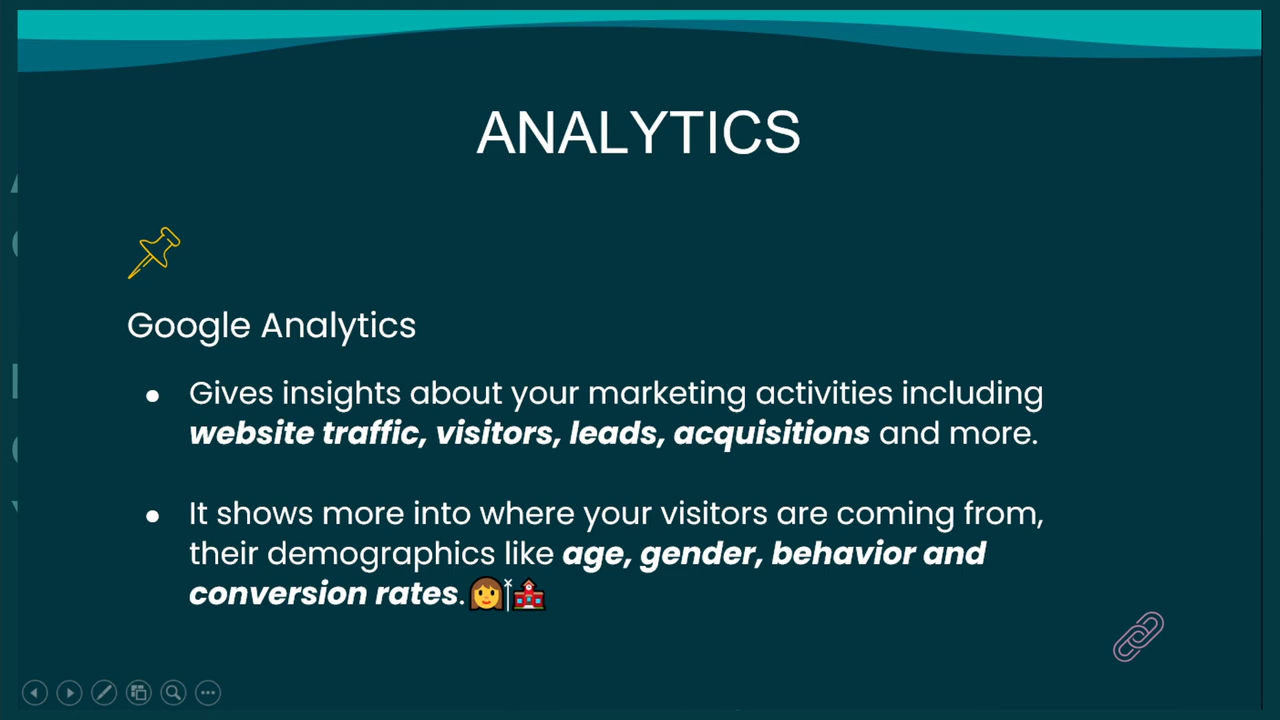 ANALYTICS
Google Analytics
● Gives insights about your marketing activities including
website traffic, visitors, leads, acquisitions and more.
● It shows more into where your visitors are coming from,
their demographics like age, gender, behavior and
conversion rates.👩🏫